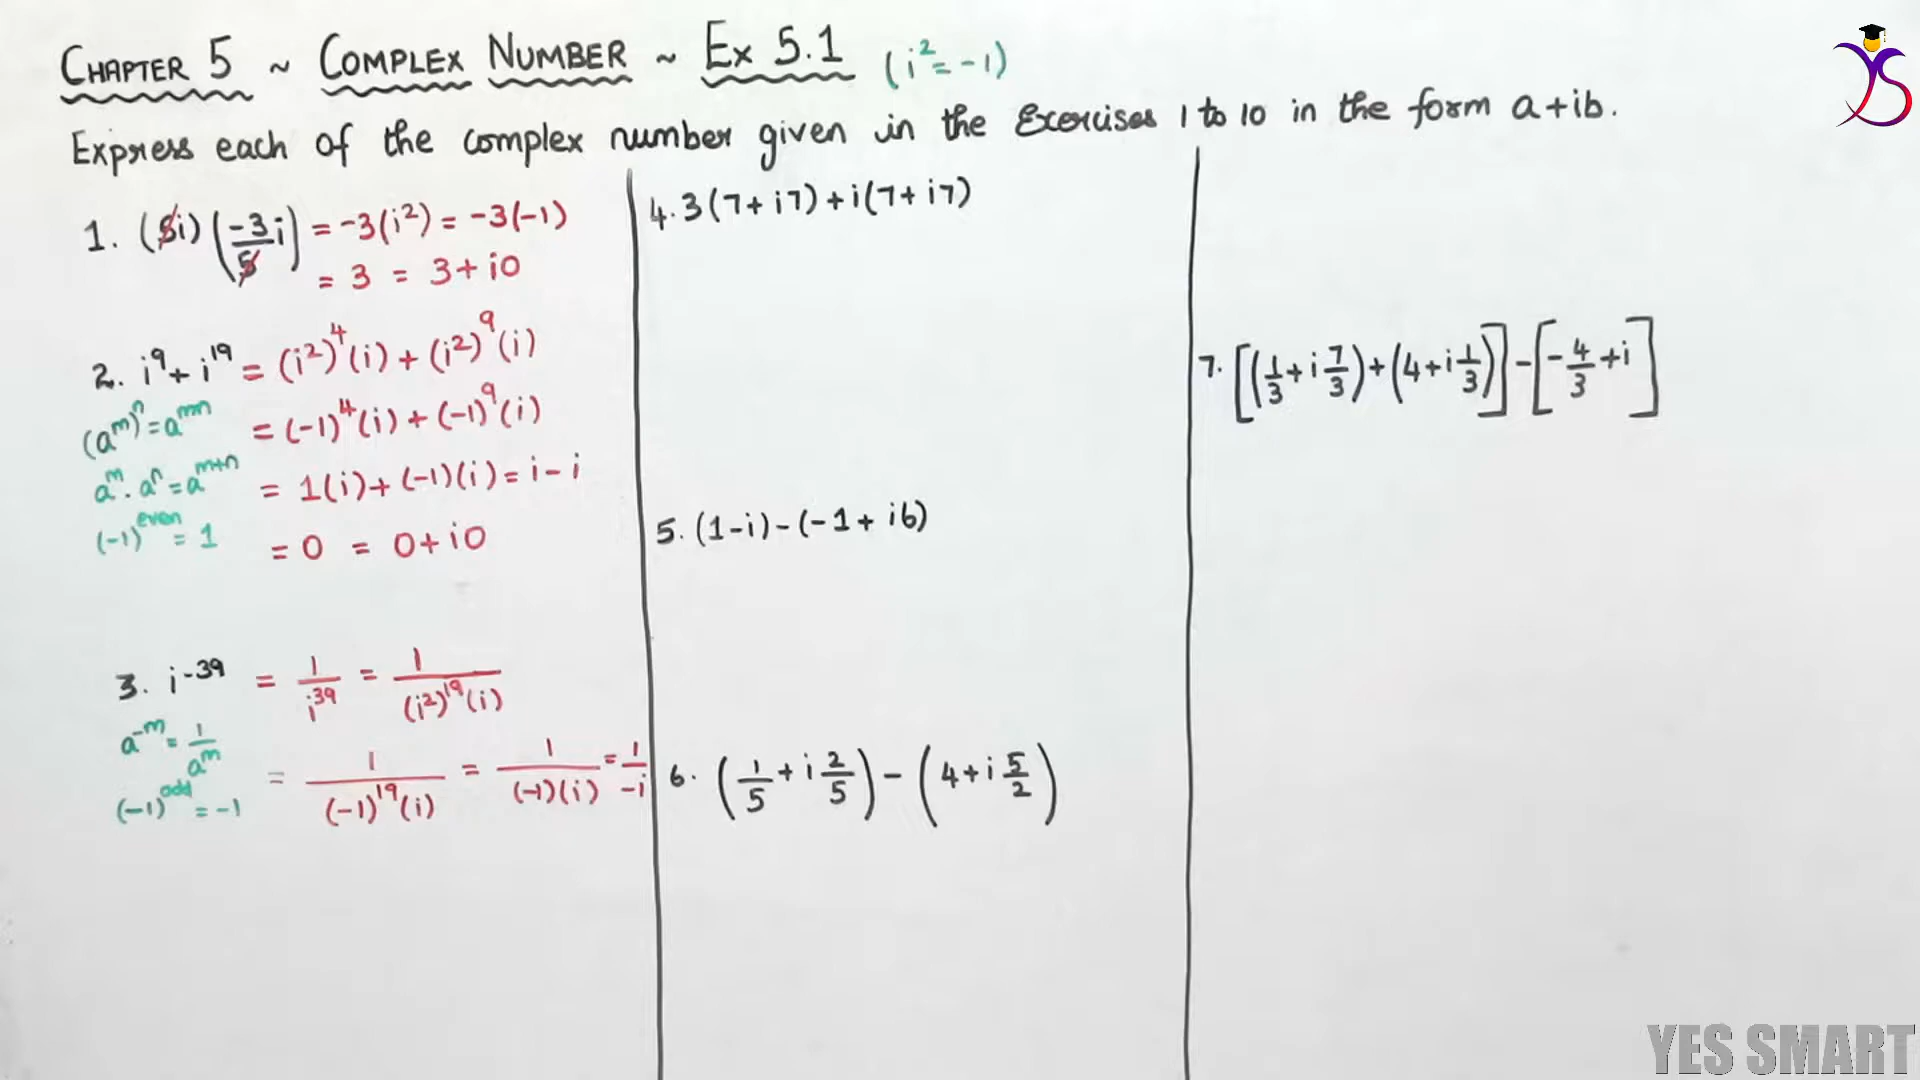 CHAPTER 5 ~ COMPLEX NUMBER ~ EX 5.1 (i² = -1)
Express each of the complex number given in the Exercises 1 to 10 in the form a+ib.
1. (5i) (-3/5 i) = -3(i²) = -3(-1)
= 3 = 3 + i0
2. i⁹ + i¹⁹ = (i²)⁴(i) + (i²)⁹(i)
(aᵐ)ⁿ = aᵐⁿ = (-1)⁴(i) + (-1)⁹(i)
aᵐ . aⁿ = aᵐ⁺ⁿ = 1(i) + (-1)(i) = i - i
(-1)^even = 1 = 0 = 0 + i0
3. i⁻³⁹ = 1/i³⁹ = 1/(i²)¹⁹(i)
a⁻ᵐ = 1/aᵐ
(-1)^odd = -1 = 1/(-1)¹⁹(i) = 1/(-1)(i) = 1/-i
4. 3(7 + i7) + i(7 + i7)
5. (1 - i) - (-1 + i6)
6. (1/5 + i 2/5) - (4 + i 5/2)
7. [(1/3 + i 7/3) + (4 + i 1/3)] - [-4/3 + i]
YES SMART